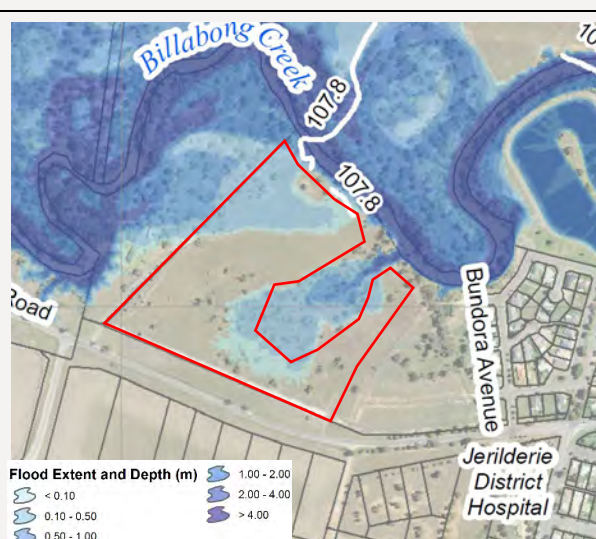 Billabong Creek
10
107.8
107.8
Road
Bundora Avenue
Jerilderie
District
Hospital
Flood Extent and Depth (m)
< 0.10
0.10 - 0.50
0.50 - 1.00
1.00 - 2.00
2.00 - 4.00
> 4.00